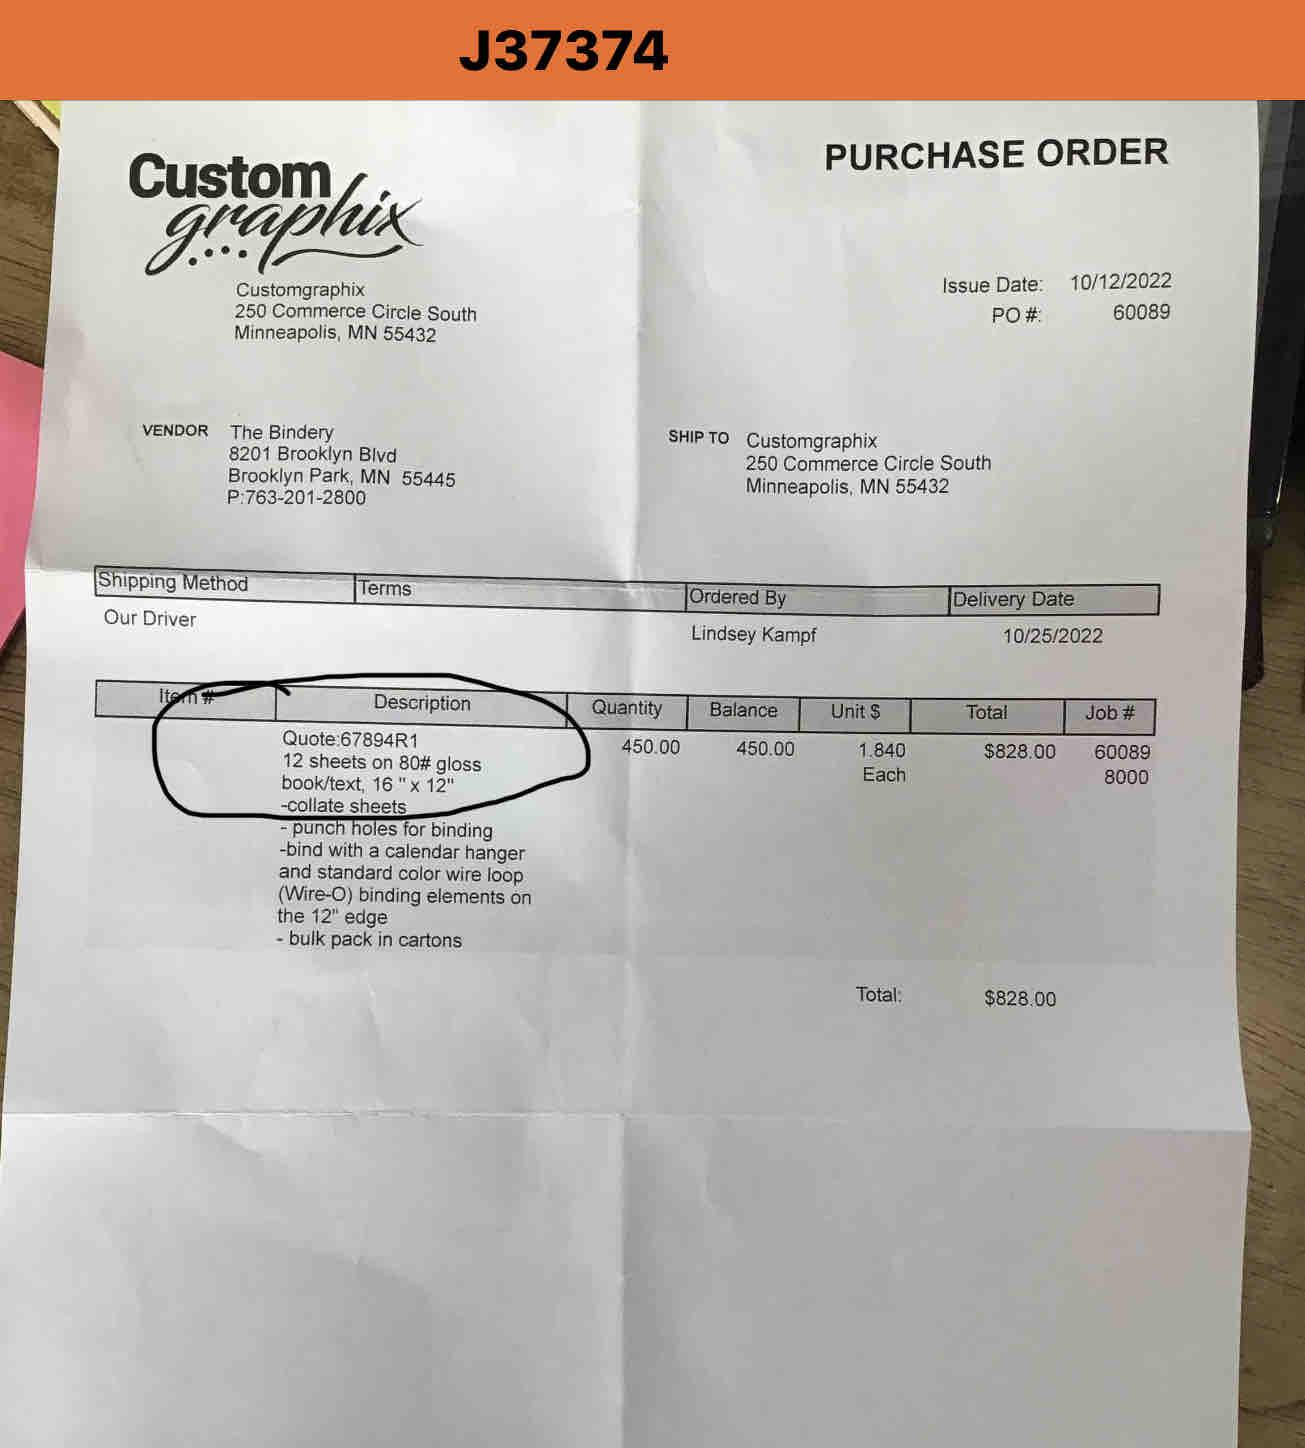 J37374
Custom
graphix
PURCHASE ORDER
Customgraphix
250 Commerce Circle South
Minneapolis, MN 55432
Issue Date: 10/12/2022
PO #: 60089
VENDOR The Bindery
8201 Brooklyn Blvd
Brooklyn Park, MN 55445
P:763-201-2800
SHIP TO Customgraphix
250 Commerce Circle South
Minneapolis, MN 55432
Shipping Method Terms Ordered By Delivery Date
Our Driver Lindsey Kampf 10/25/2022
Item # Description Quantity Balance Unit $ Total Job #
Quote:67894R1 450.00 450.00 1.840 $828.00 60089
12 sheets on 80# gloss Each 8000
book/text, 16 " x 12"
-collate sheets
- punch holes for binding
-bind with a calendar hanger
and standard color wire loop
(Wire-O) binding elements on
the 12" edge
- bulk pack in cartons
Total: $828.00